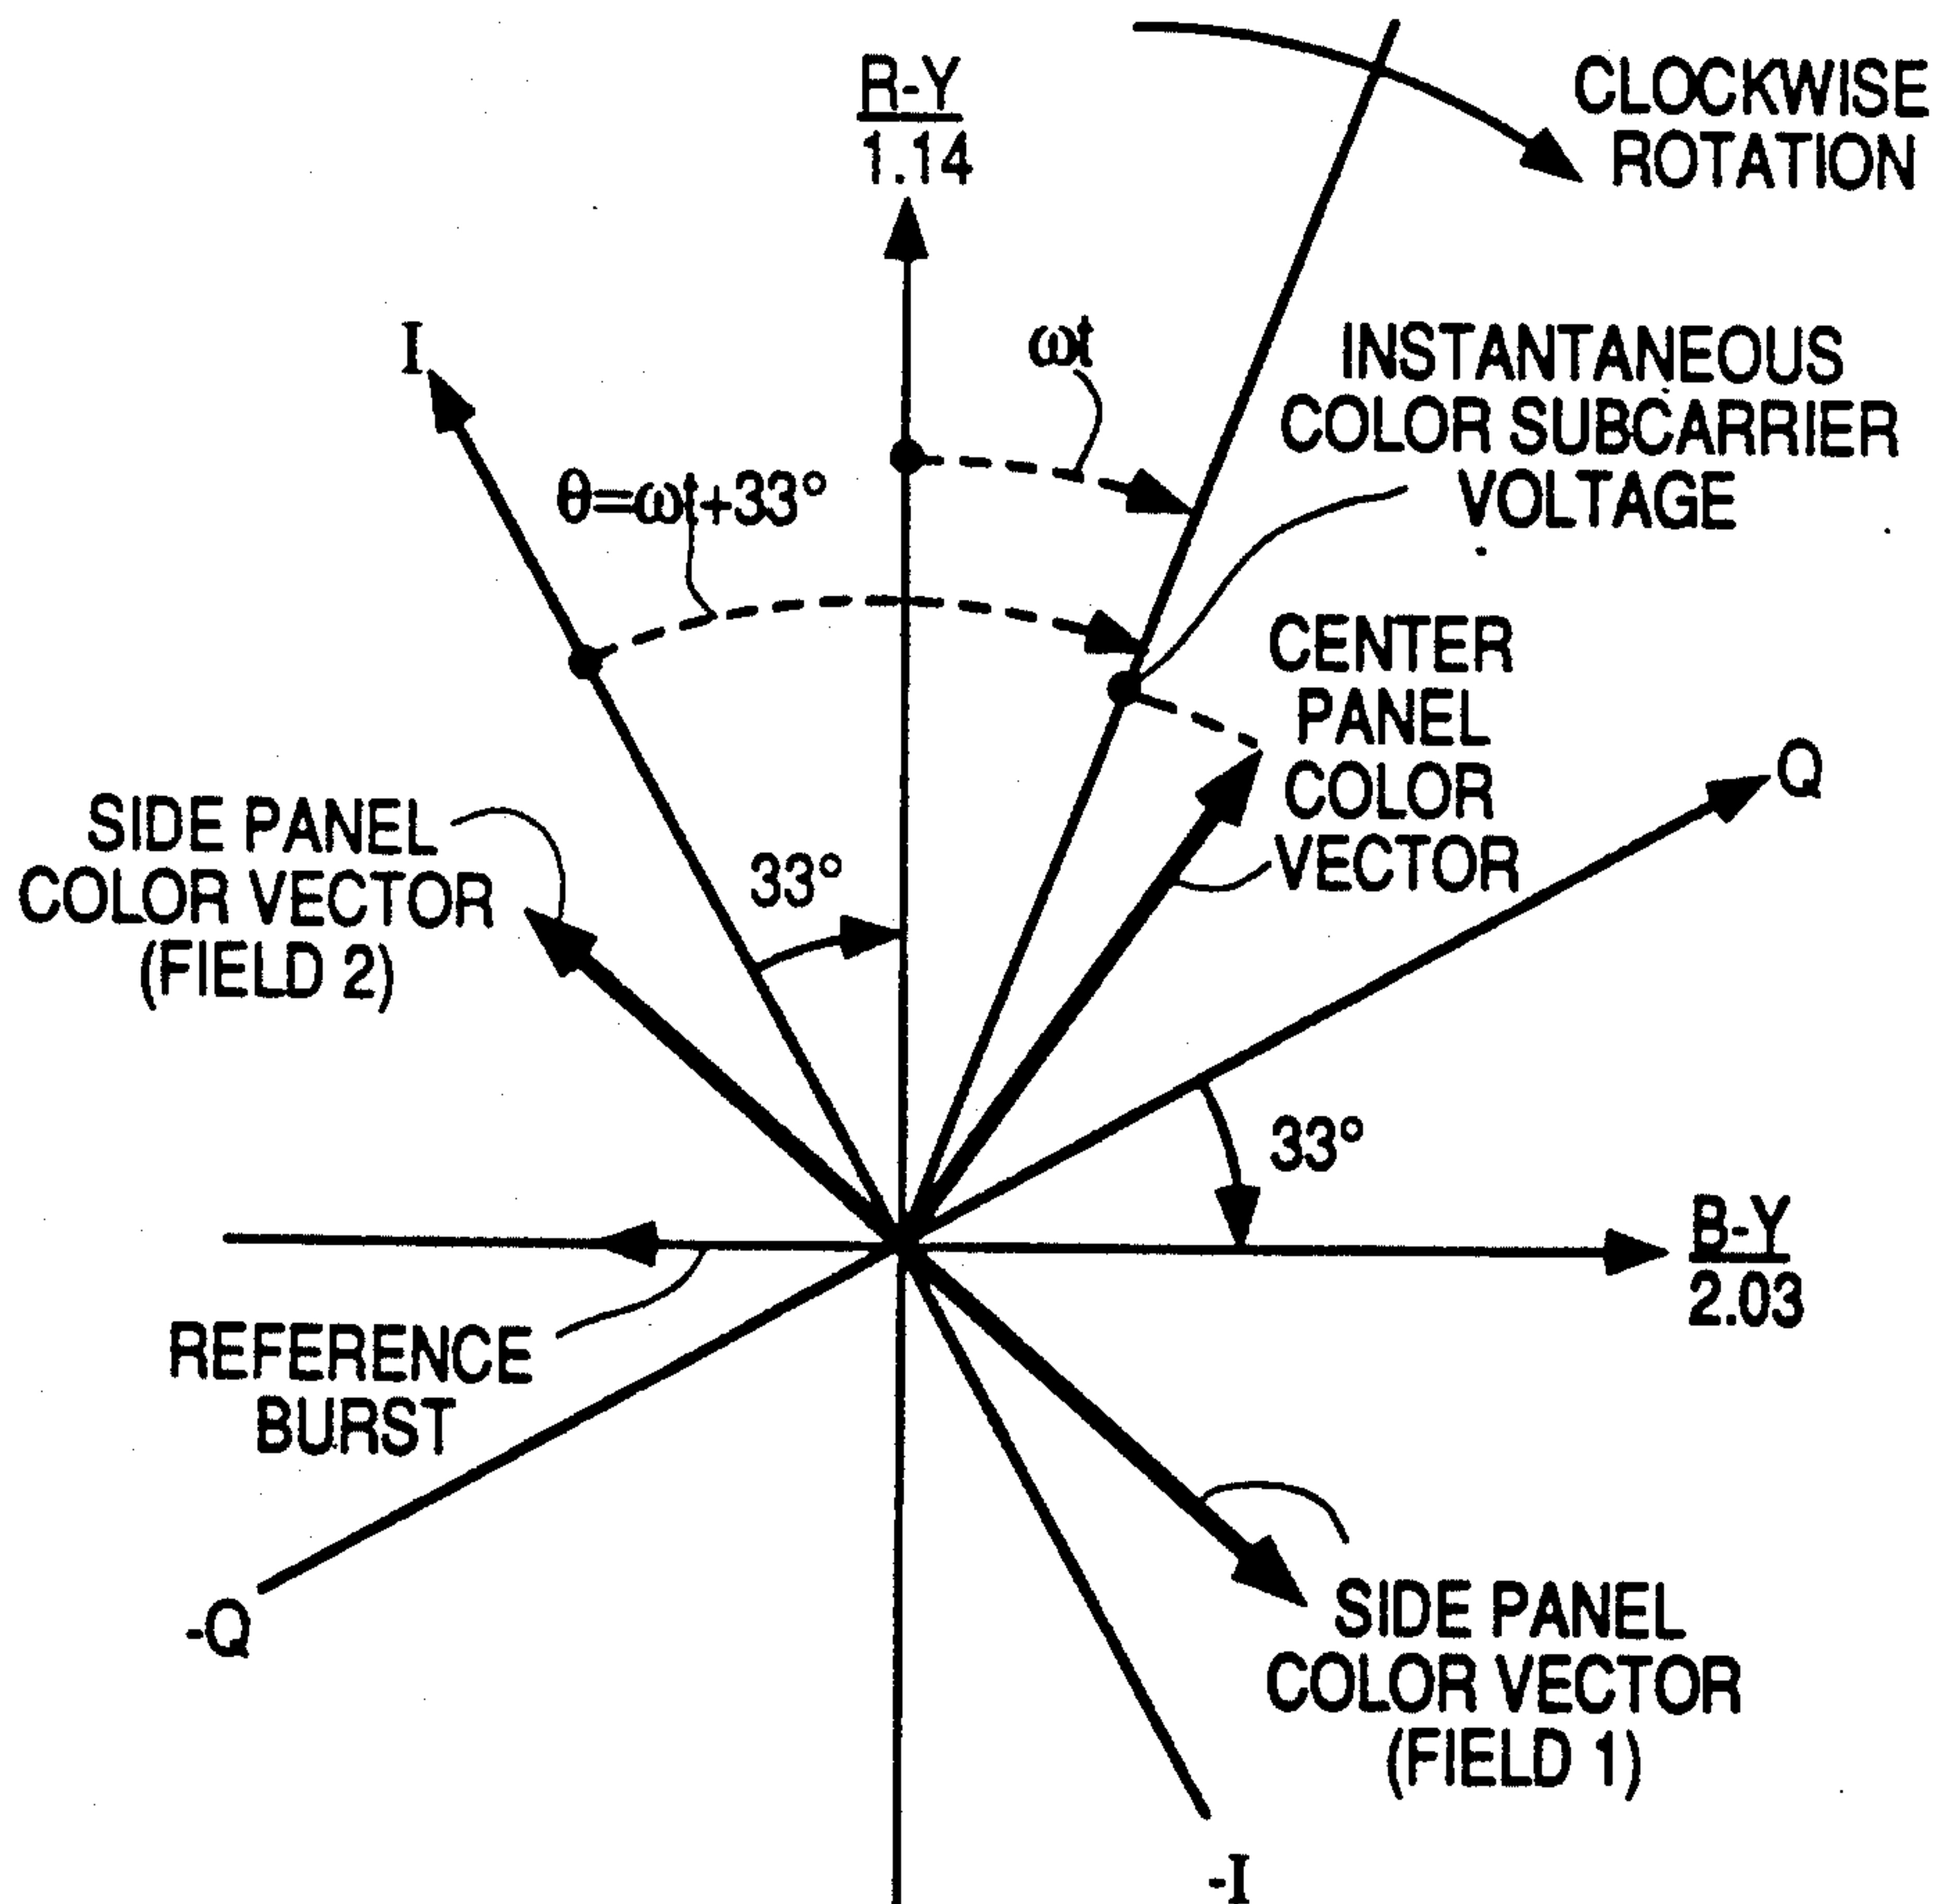 CLOCKWISE
ROTATION
R-Y
1.14
I
ωt
INSTANTANEOUS
COLOR SUBCARRIER
VOLTAGE
θ=ωt+33°
CENTER
PANEL
COLOR
VECTOR
Q
SIDE PANEL
COLOR VECTOR
(FIELD 2)
33°
33°
B-Y
2.03
REFERENCE
BURST
-Q
SIDE PANEL
COLOR VECTOR
(FIELD 1)
-I